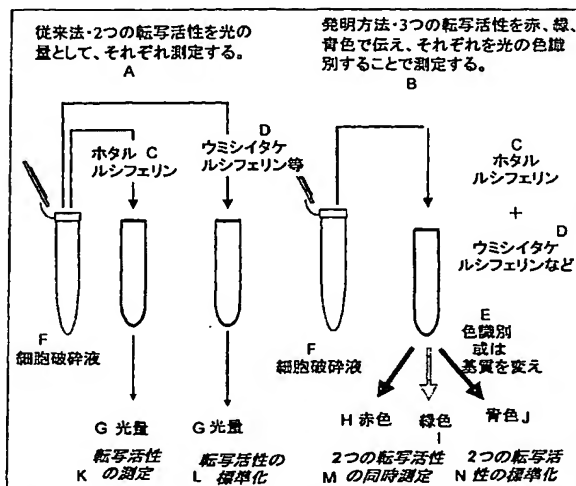 従来法・2つの転写活性を光の
量として、それぞれ測定する。
A
発明方法・3つの転写活性を赤、緑、
青色で伝え、それぞれを光の色識
別することで測定する。
B
ホタル C
ルシフェリン
D
ウミシイタケ
ルシフェリン等
F
細胞破砕液
G 光量
転写活性
K の測定
G 光量
転写活性の
L 標準化
C
ホタル
ルシフェリン
+
D
ウミシイタケ
ルシフェリンなど
F
細胞破砕液
E
色識別
或は
基質を変え
H 赤色
緑色
I
青色 J
2つの転写活性
M の同時測定
2つの転写活
N 性の標準化